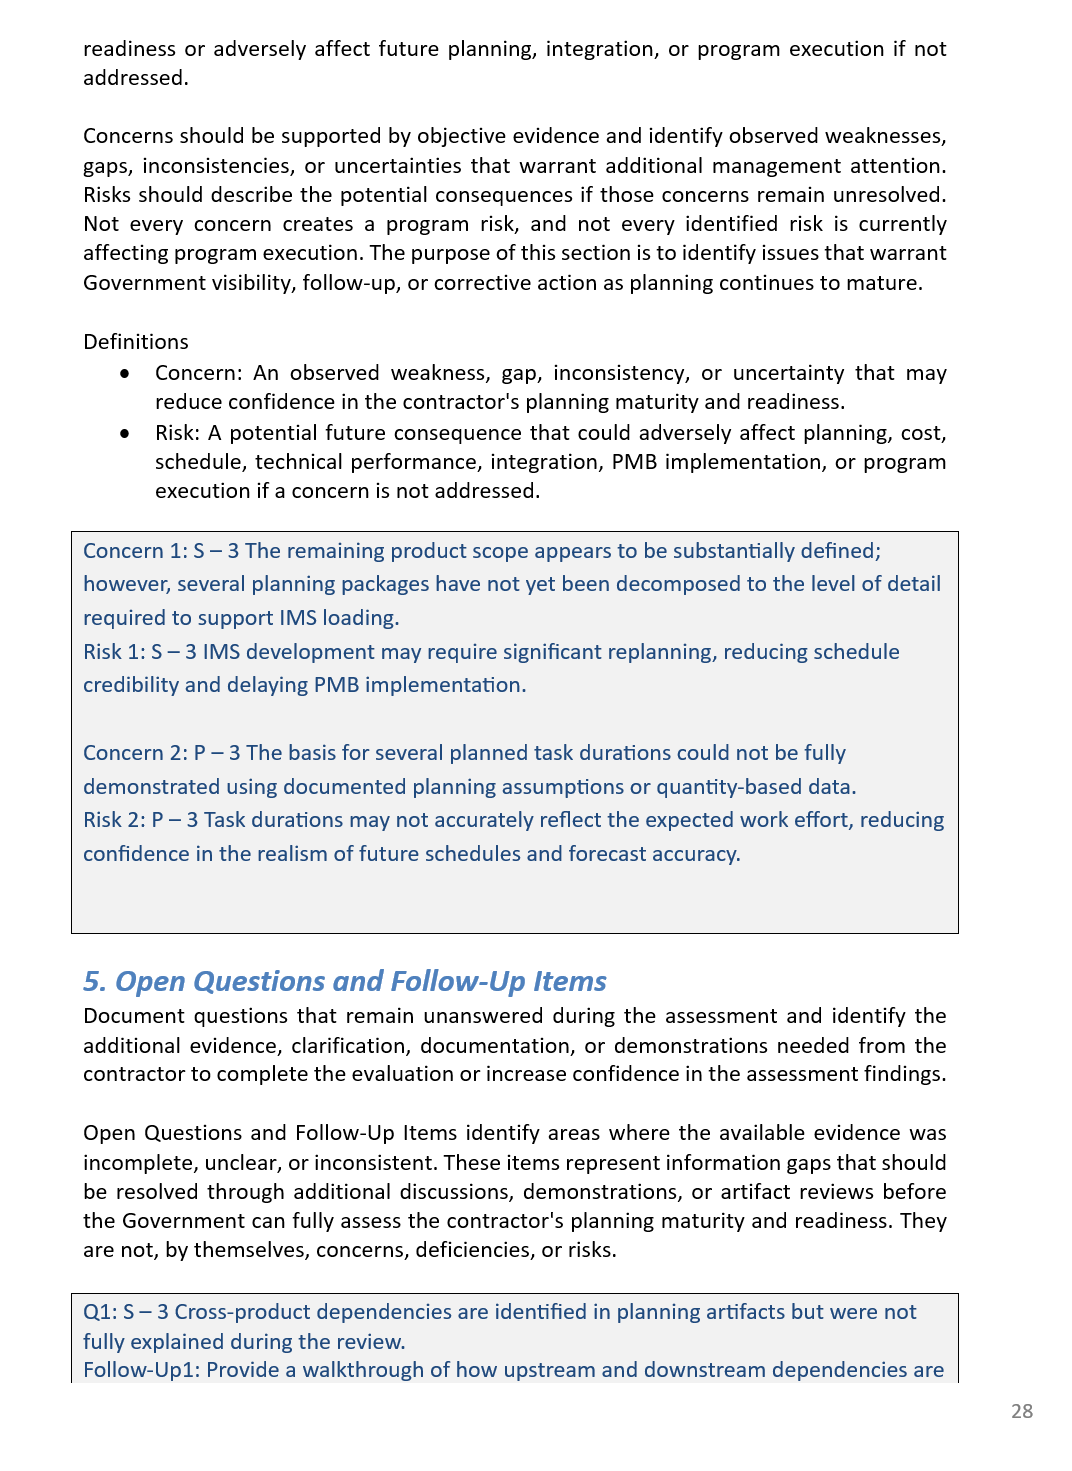 readiness or adversely affect future planning, integration, or program execution if not
addressed.
Concerns should be supported by objective evidence and identify observed weaknesses,
gaps, inconsistencies, or uncertainties that warrant additional management attention.
Risks should describe the potential consequences if those concerns remain unresolved.
Not every concern creates a program risk, and not every identified risk is currently
affecting program execution. The purpose of this section is to identify issues that warrant
Government visibility, follow-up, or corrective action as planning continues to mature.
Definitions
• Concern: An observed weakness, gap, inconsistency, or uncertainty that may
reduce confidence in the contractor's planning maturity and readiness.
• Risk: A potential future consequence that could adversely affect planning, cost,
schedule, technical performance, integration, PMB implementation, or program
execution if a concern is not addressed.
Concern 1: S – 3 The remaining product scope appears to be substantially defined;
however, several planning packages have not yet been decomposed to the level of detail
required to support IMS loading.
Risk 1: S – 3 IMS development may require significant replanning, reducing schedule
credibility and delaying PMB implementation.
Concern 2: P – 3 The basis for several planned task durations could not be fully
demonstrated using documented planning assumptions or quantity-based data.
Risk 2: P – 3 Task durations may not accurately reflect the expected work effort, reducing
confidence in the realism of future schedules and forecast accuracy.
5. Open Questions and Follow-Up Items
Document questions that remain unanswered during the assessment and identify the
additional evidence, clarification, documentation, or demonstrations needed from the
contractor to complete the evaluation or increase confidence in the assessment findings.
Open Questions and Follow-Up Items identify areas where the available evidence was
incomplete, unclear, or inconsistent. These items represent information gaps that should
be resolved through additional discussions, demonstrations, or artifact reviews before
the Government can fully assess the contractor's planning maturity and readiness. They
are not, by themselves, concerns, deficiencies, or risks.
Q1: S – 3 Cross-product dependencies are identified in planning artifacts but were not
fully explained during the review.
Follow-Up1: Provide a walkthrough of how upstream and downstream dependencies are
28